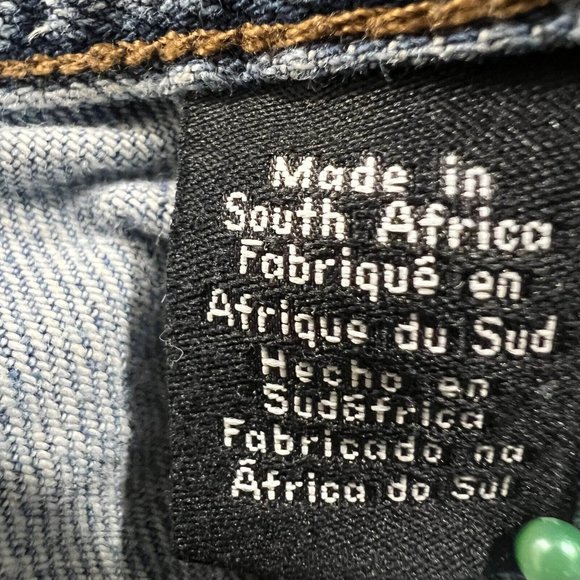 Made in
South Africa
Fabriqué en
Afrique du Sud
Hecho en
Sudáfrica
Fabricado na
África do Sul